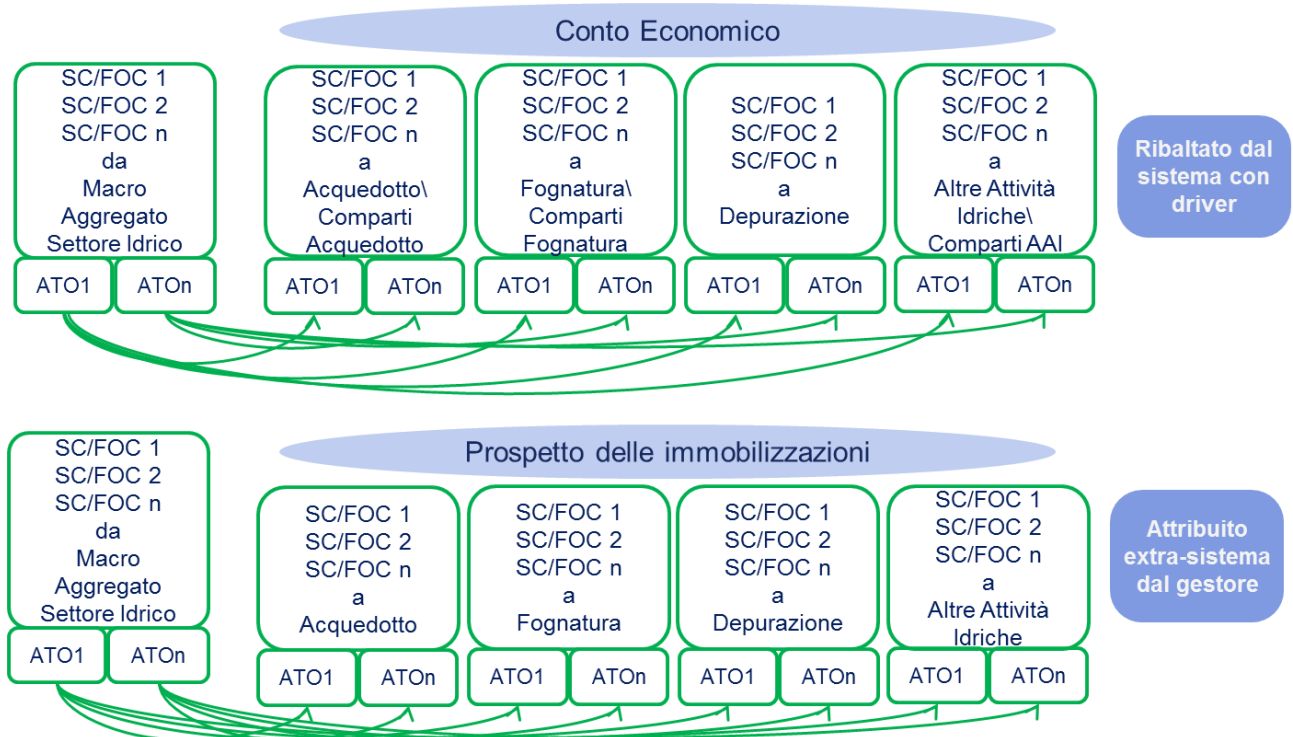 Conto Economico
SC/FOC 1
SC/FOC 2
SC/FOC n
da
Macro
Aggregato
Settore Idrico
ATO1
ATOn
SC/FOC 1
SC/FOC 2
SC/FOC n
a
Acquedotto\
Comparti
Acquedotto
ATO1
ATOn
SC/FOC 1
SC/FOC 2
SC/FOC n
a
Fognatura\
Comparti
Fognatura
ATO1
ATOn
SC/FOC 1
SC/FOC 2
SC/FOC n
a
Depurazione
ATO1
ATOn
SC/FOC 1
SC/FOC 2
SC/FOC n
a
Altre Attività
Idriche\
Comparti AAI
ATO1
ATOn
Ribaltato dal
sistema con
driver
Prospetto delle immobilizzazioni
SC/FOC 1
SC/FOC 2
SC/FOC n
da
Macro
Aggregato
Settore Idrico
ATO1
ATOn
SC/FOC 1
SC/FOC 2
SC/FOC n
a
Acquedotto
ATO1
ATOn
SC/FOC 1
SC/FOC 2
SC/FOC n
a
Fognatura
ATO1
ATOn
SC/FOC 1
SC/FOC 2
SC/FOC n
a
Depurazione
ATO1
ATOn
SC/FOC 1
SC/FOC 2
SC/FOC n
a
Altre Attività
Idriche
ATO1
ATOn
Attribuito
extra-sistema
dal gestore